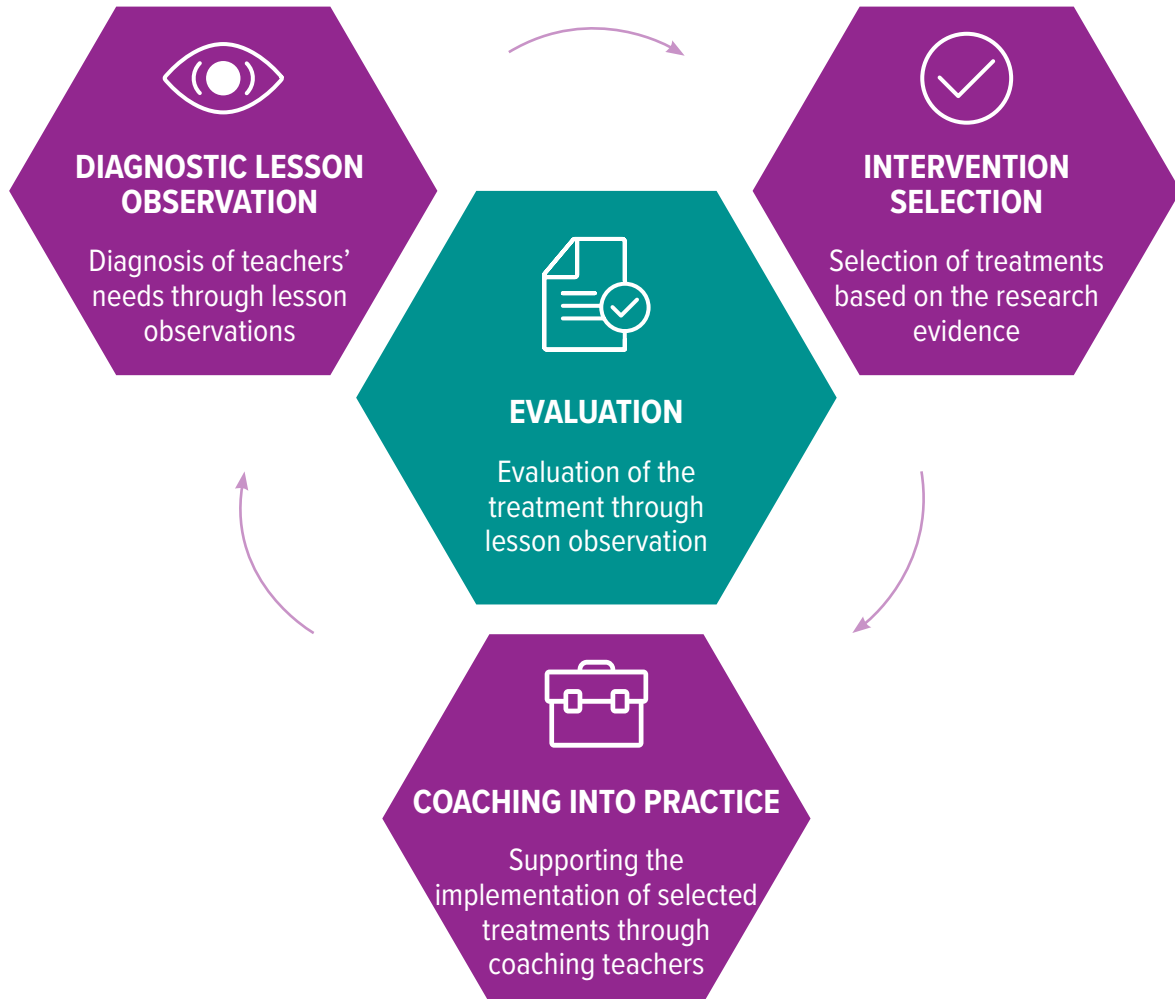 DIAGNOSTIC LESSON
OBSERVATION
Diagnosis of teachers’
needs through lesson
observations
INTERVENTION
SELECTION
Selection of treatments
based on the research
evidence
EVALUATION
Evaluation of the
treatment through
lesson observation
COACHING INTO PRACTICE
Supporting the
implementation of selected
treatments through
coaching teachers